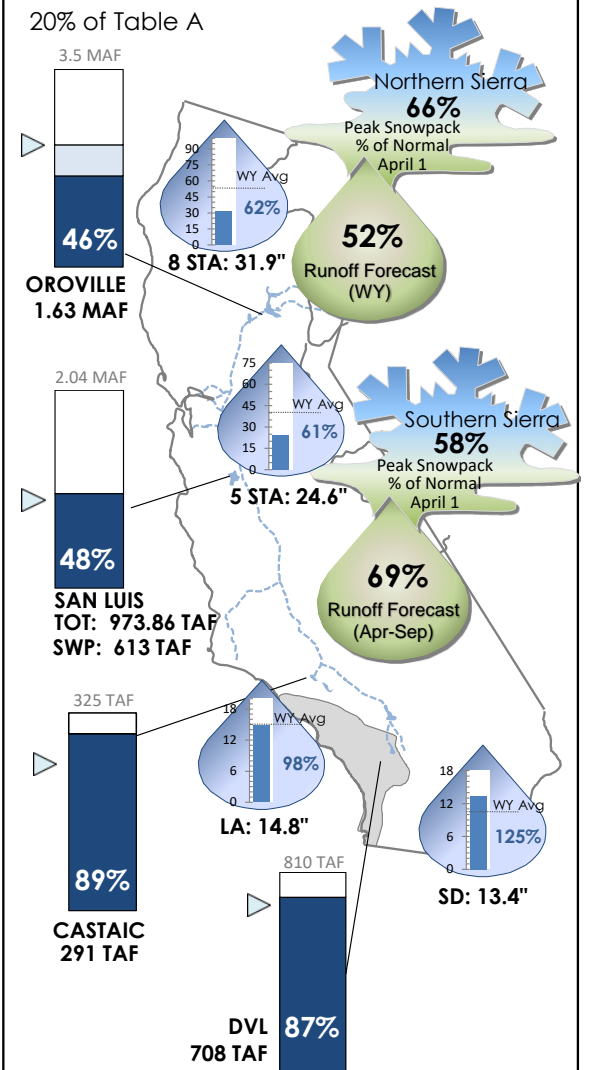 20% of Table A
3.5 MAF
46%
OROVILLE
1.63 MAF
90
75
60
45
30
15
0
WY Avg
62%
8 STA: 31.9"
Northern Sierra
66%
Peak Snowpack
% of Normal
April 1
52%
Runoff Forecast
(WY)
2.04 MAF
48%
SAN LUIS
TOT: 973.86 TAF
SWP: 613 TAF
75
60
45
30
15
0
WY Avg
61%
5 STA: 24.6"
Southern Sierra
58%
Peak Snowpack
% of Normal
April 1
69%
Runoff Forecast
(Apr-Sep)
325 TAF
89%
CASTAIC
291 TAF
18
12
6
0
WY Avg
98%
LA: 14.8"
18
12
6
0
WY Avg
125%
SD: 13.4"
810 TAF
87%
DVL
708 TAF